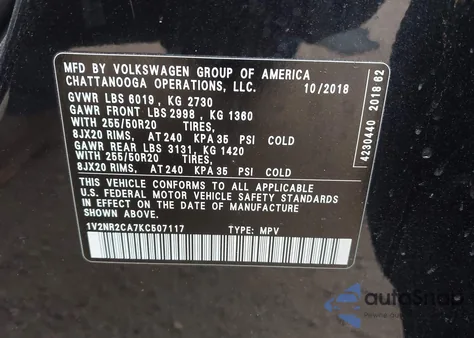 MFD BY VOLKSWAGEN GROUP OF AMERICA
CHATTANOOGA OPERATIONS, LLC. 10/2018
GVWR LBS 6019, KG 2730
GAWR FRONT LBS 2998, KG 1360
WITH 255/50R20 TIRES,
8JX20 RIMS, AT 240 KPA 35 PSI COLD
GAWR REAR LBS 3131, KG 1420
WITH 255/50R20 TIRES,
8JX20 RIMS, AT 240 KPA 35 PSI COLD
THIS VEHICLE CONFORMS TO ALL APPLICABLE
U.S. FEDERAL MOTOR VEHICLE SAFETY STANDARDS
IN EFFECT ON THE DATE OF MANUFACTURE
SHOWN ABOVE.
1V2NR2CA7KC507117 TYPE: MPV
4230440 2018 62
autoSnap